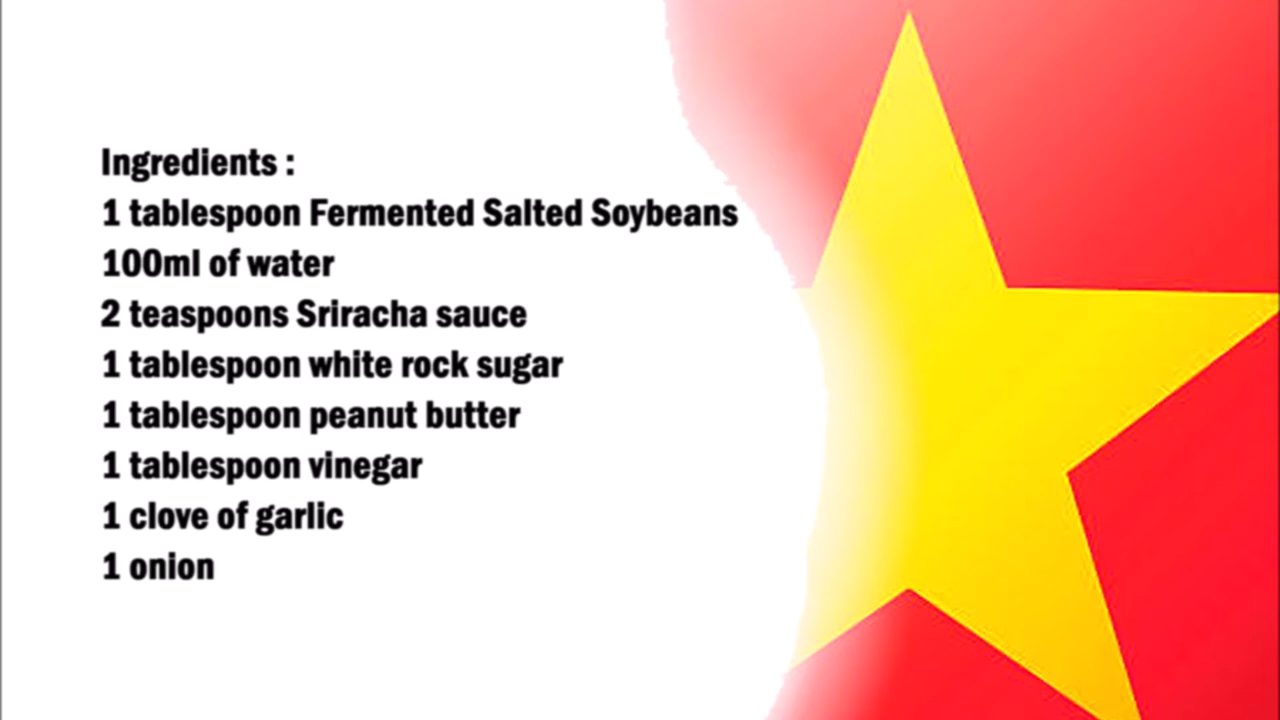 Ingredients :
1 tablespoon Fermented Salted Soybeans
100ml of water
2 teaspoons Sriracha sauce
1 tablespoon white rock sugar
1 tablespoon peanut butter
1 tablespoon vinegar
1 clove of garlic
1 onion